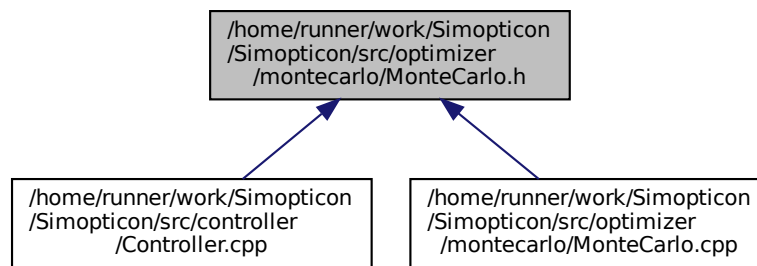 /home/runner/work/Simopticon
/Simopticon/src/optimizer
/montecarlo/MonteCarlo.h
/home/runner/work/Simopticon
/Simopticon/src/controller
/Controller.cpp
/home/runner/work/Simopticon
/Simopticon/src/optimizer
/montecarlo/MonteCarlo.cpp